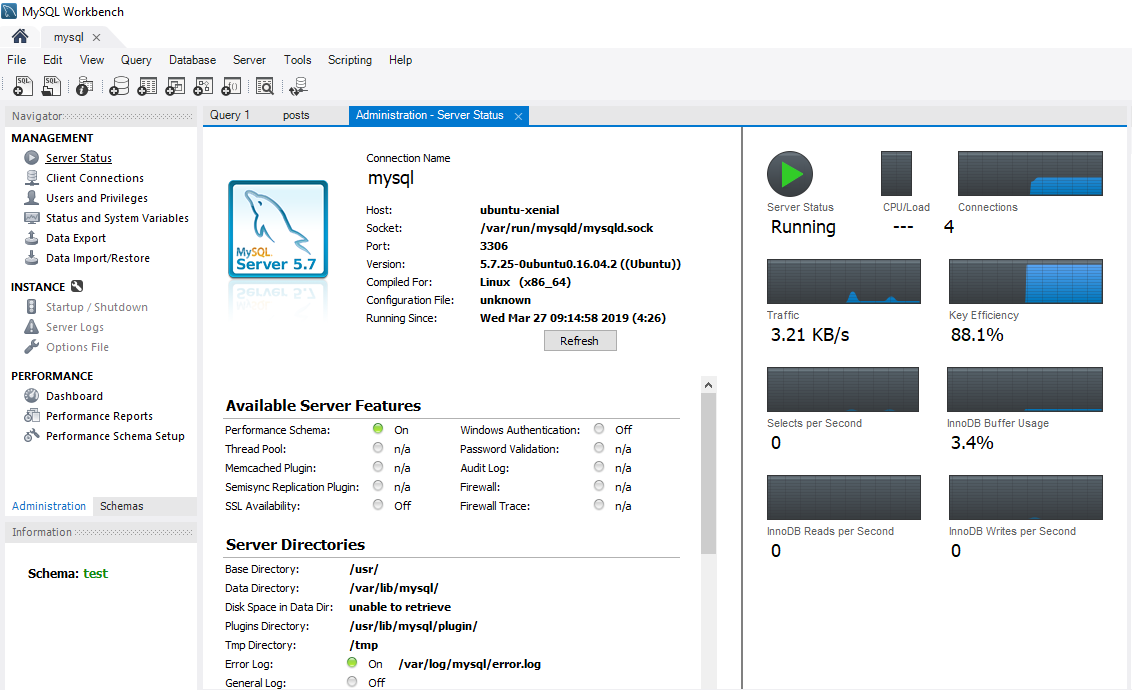 MySQL Workbench
mysql
File Edit View Query Database Server Tools Scripting Help
SQL SQL
Navigator
MANAGEMENT
Server Status
Client Connections
Users and Privileges
Status and System Variables
Data Export
Data Import/Restore
INSTANCE
Startup / Shutdown
Server Logs
Options File
PERFORMANCE
Dashboard
Performance Reports
Performance Schema Setup
Administration Schemas
Information
Schema: test
Query 1 posts Administration - Server Status
MySQL
Server 5.7
Connection Name
mysql
Host: ubuntu-xenial
Socket: /var/run/mysqld/mysqld.sock
Port: 3306
Version: 5.7.25-0ubuntu0.16.04.2 ((Ubuntu))
Compiled For: Linux (x86_64)
Configuration File: unknown
Running Since: Wed Mar 27 09:14:58 2019 (4:26)
Refresh
Available Server Features
Performance Schema: On Windows Authentication: Off
Thread Pool: n/a Password Validation: n/a
Memcached Plugin: n/a Audit Log: n/a
Semisync Replication Plugin: n/a Firewall: n/a
SSL Availability: Off Firewall Trace: n/a
Server Directories
Base Directory: /usr/
Data Directory: /var/lib/mysql/
Disk Space in Data Dir: unable to retrieve
Plugins Directory: /usr/lib/mysql/plugin/
Tmp Directory: /tmp
Error Log: On /var/log/mysql/error.log
General Log: Off
Server Status CPU/Load Connections
Running --- 4
Traffic Key Efficiency
3.21 KB/s 88.1%
Selects per Second InnoDB Buffer Usage
0 3.4%
InnoDB Reads per Second InnoDB Writes per Second
0 0